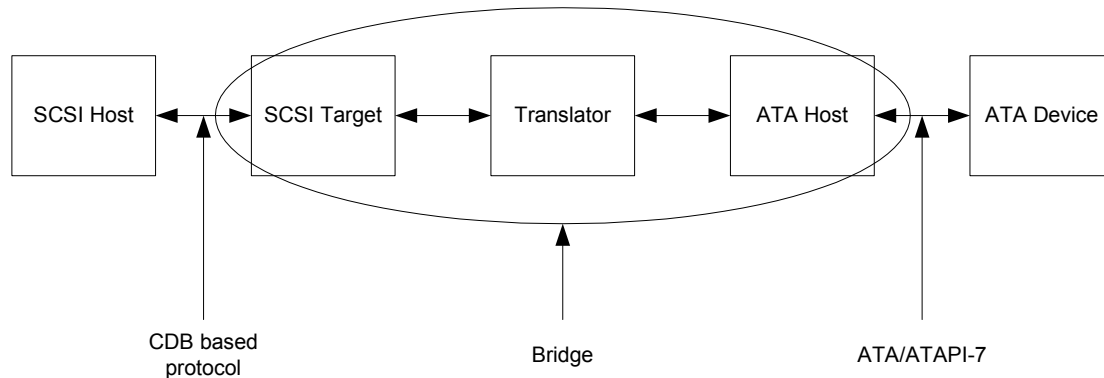 SCSI Host
SCSI Target
Translator
ATA Host
ATA Device
CDB based
protocol
Bridge
ATA/ATAPI-7